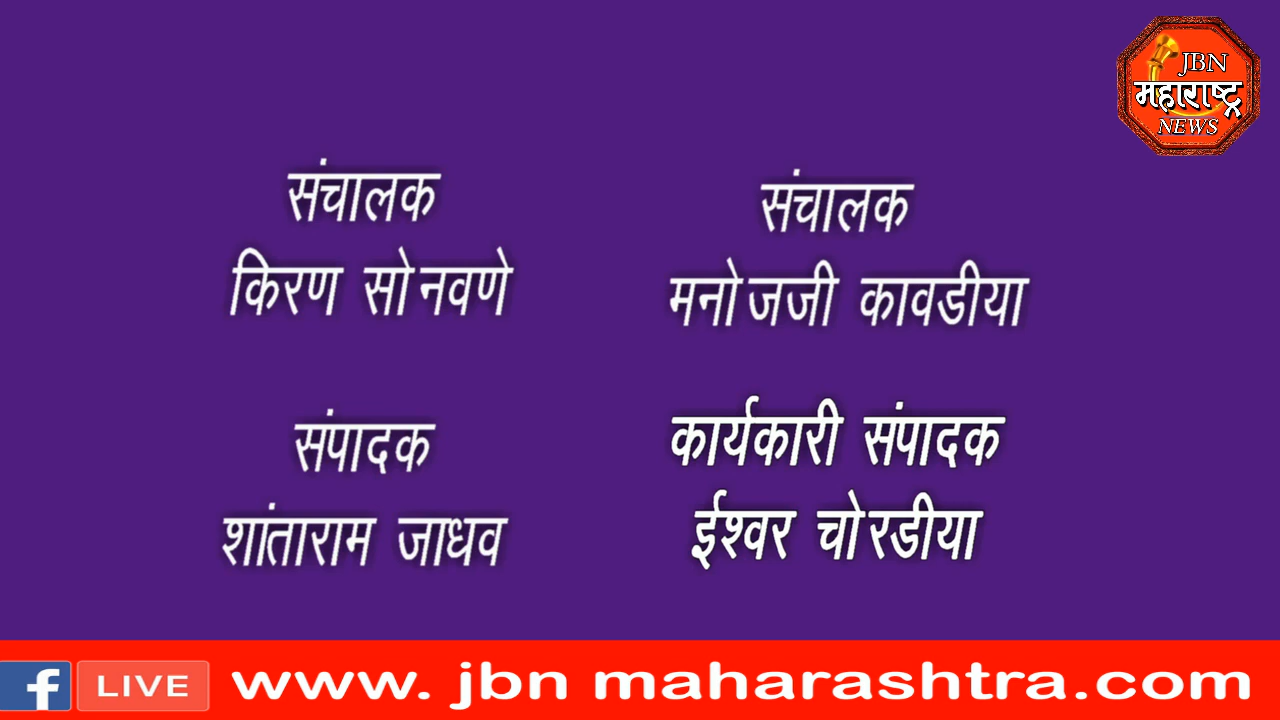 JBN
महाराष्ट्र
NEWS
संचालक
किरण सोनवणे
संचालक
मनोजजी कावडीया
संपादक
शांताराम जाधव
कार्यकारी संपादक
ईश्वर चोरडीया
f LIVE www. jbn maharashtra.com